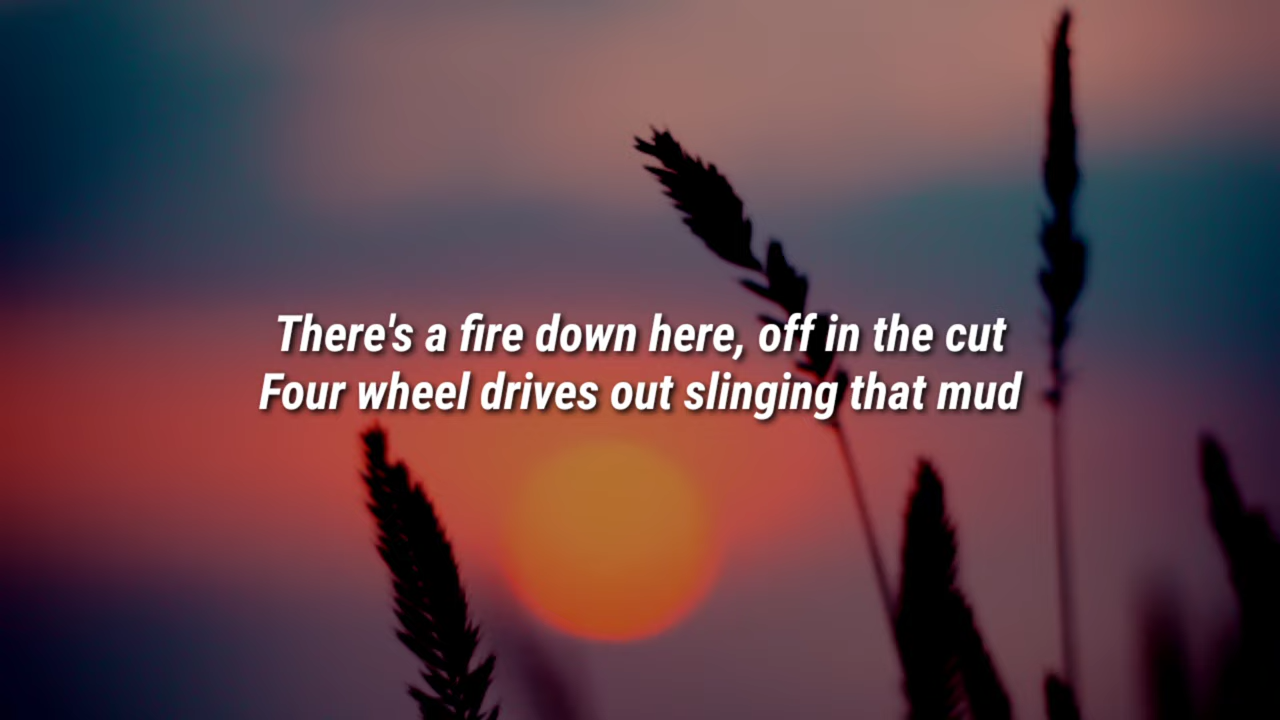 There's a fire down here, off in the cut
Four wheel drives out slinging that mud